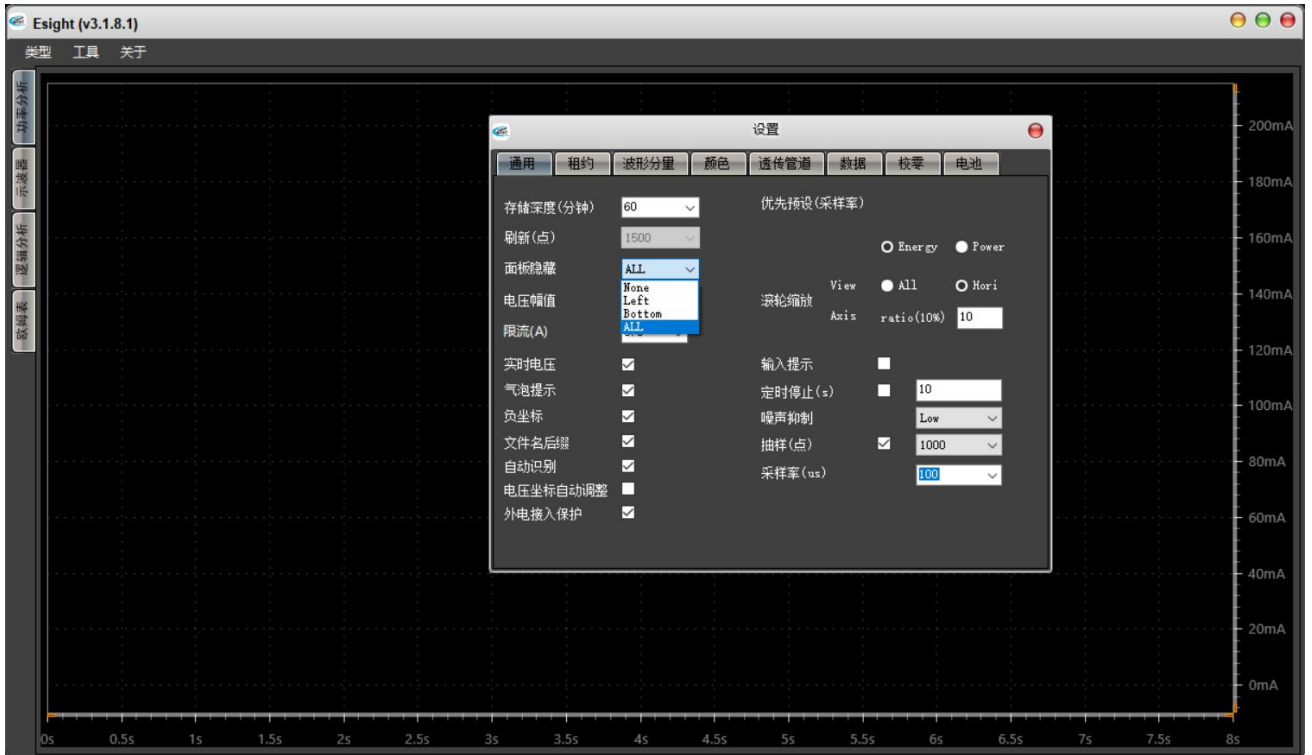 Esight (v3.1.8.1)
类型 工具 关于
功率分析
示波器
逻辑分析
欧姆表
设置
通用 租约 波形分量 颜色 透传管道 数据 校零 电池
存储深度(分钟) 60 优先预设(采样率)
刷新(点) 1500
Energy Power
面板隐藏 ALL
None
Left
Bottom
ALL
View All Hori
电压幅值 滚轮缩放
Axis ratio(10%) 10
限流(A)
实时电压 输入提示
气泡提示 定时停止(s) 10
负坐标 噪声抑制 Low
文件名后缀 抽样(点) 1000
自动识别 采样率(us) 100
电压坐标自动调整
外电接入保护
200mA
180mA
160mA
140mA
120mA
100mA
80mA
60mA
40mA
20mA
0mA
0s 0.5s 1s 1.5s 2s 2.5s 3s 3.5s 4s 4.5s 5s 5.5s 6s 6.5s 7s 7.5s 8s